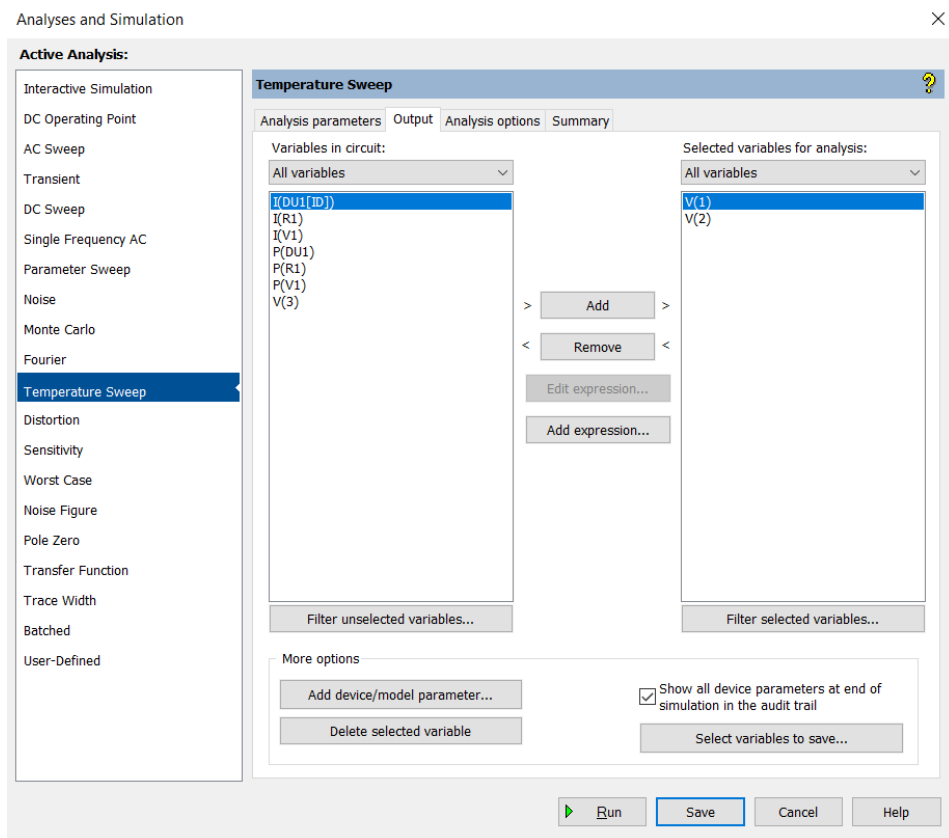 Analyses and Simulation
Active Analysis:
Interactive Simulation
DC Operating Point
AC Sweep
Transient
DC Sweep
Single Frequency AC
Parameter Sweep
Noise
Monte Carlo
Fourier
Temperature Sweep
Distortion
Sensitivity
Worst Case
Noise Figure
Pole Zero
Transfer Function
Trace Width
Batched
User-Defined
Temperature Sweep
Analysis parameters Output Analysis options Summary
Variables in circuit:
All variables
I(DU1[ID])
I(R1)
I(V1)
P(DU1)
P(R1)
P(V1)
V(3)
> Add >
< Remove <
Edit expression...
Add expression...
Selected variables for analysis:
All variables
V(1)
V(2)
Filter unselected variables...
Filter selected variables...
More options
Add device/model parameter...
Delete selected variable
Show all device parameters at end of
simulation in the audit trail
Select variables to save...
Run Save Cancel Help